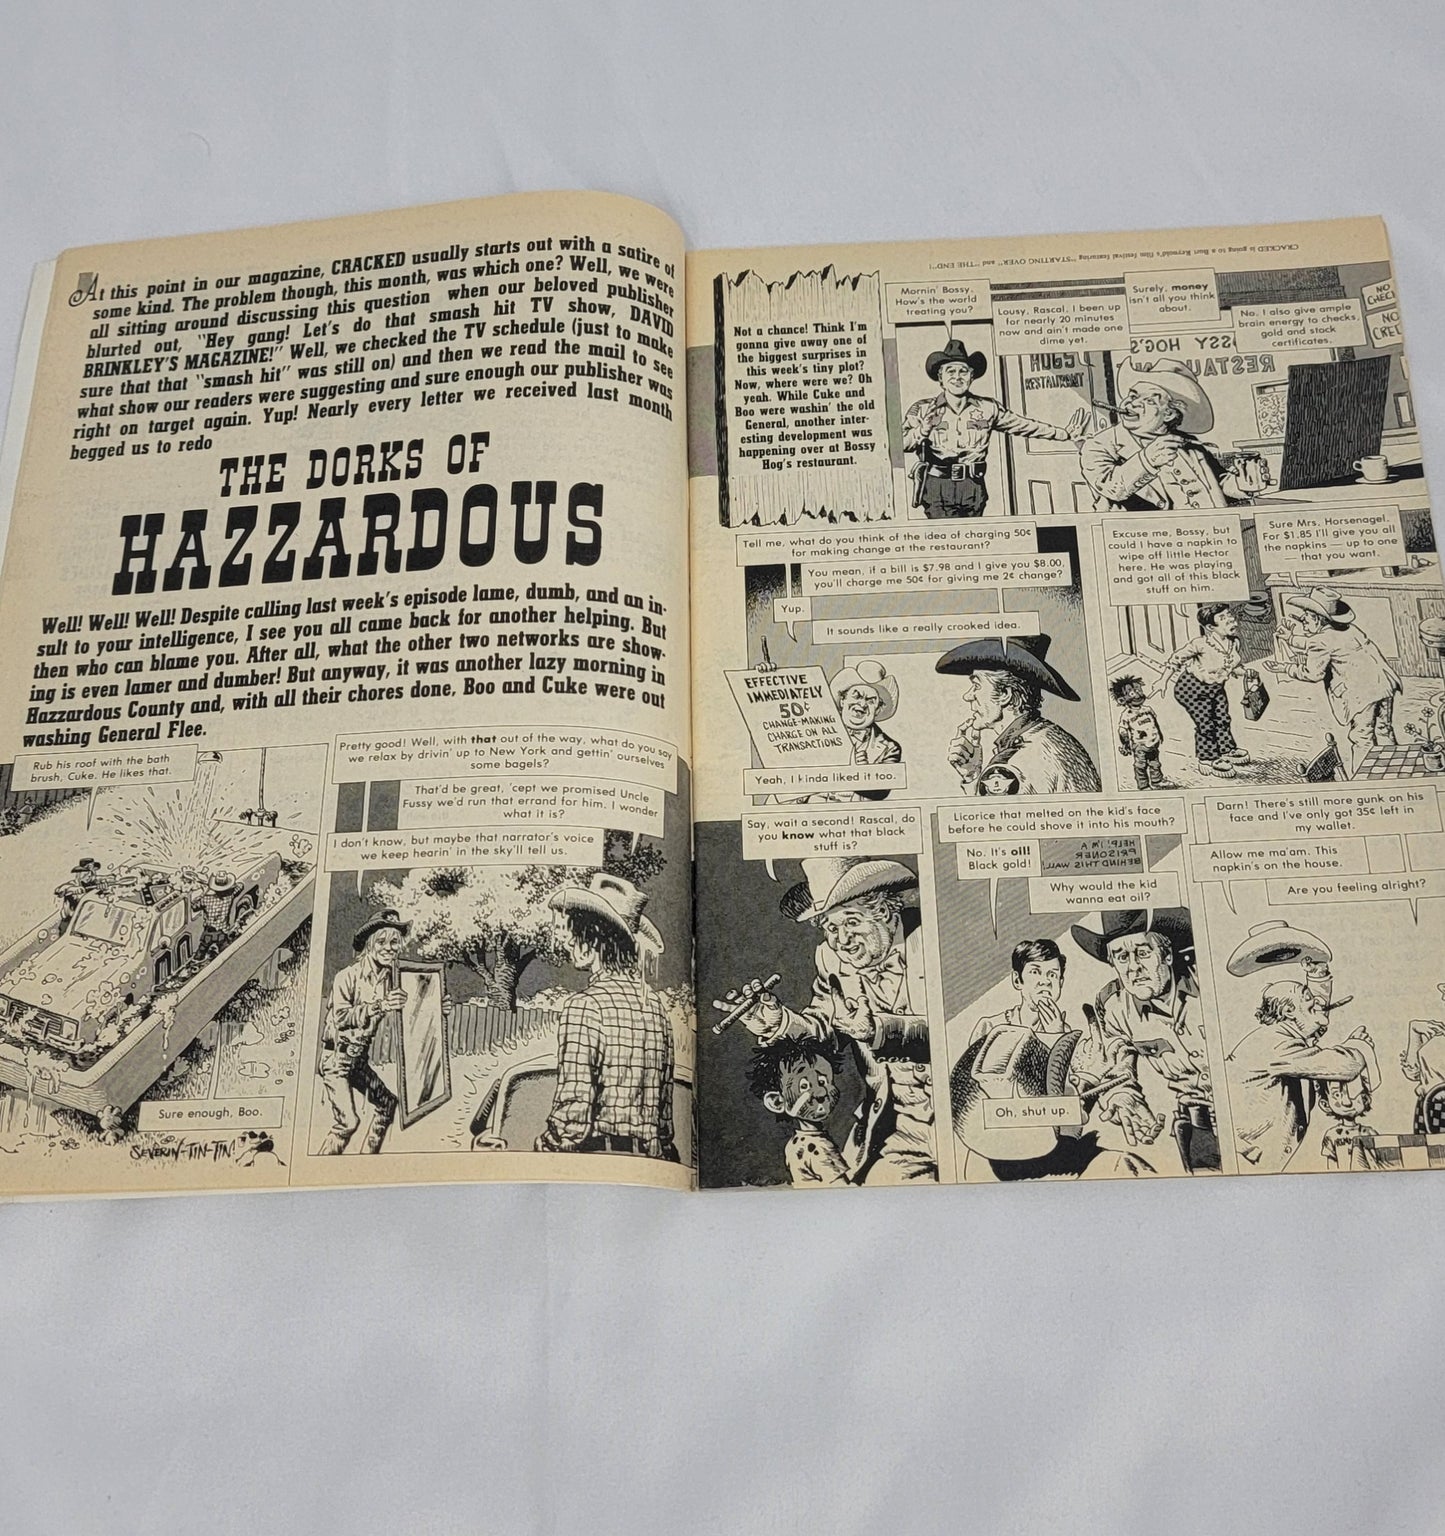 At this point in our magazine, CRACKED usually starts out with a satire of
some kind. The problem though, this month, was which one? Well, we were
all sitting around discussing this question when our beloved publisher
blurted out, "Hey gang! Let's do that smash hit TV show, DAVID
BRINKLEY'S MAGAZINE!" Well, we checked the TV schedule (just to make
sure that that "smash hit" was still on) and then we read the mail to see
what show our readers were suggesting and sure enough our publisher was
right on target again. Yup! Nearly every letter we received last month
begged us to redo
THE DORKS OF
HAZZARDOUS
Well! Well! Well! Despite calling last week's episode lame, dumb, and an in-
sult to your intelligence, I see you all came back for another helping. But
then who can blame you. After all, what the other two networks are show-
ing is even lamer and dumber! But anyway, it was another lazy morning in
Hazzardous County and, with all their chores done, Boo and Cuke were out
washing General Flee.
Rub his roof with the bath
brush, Cuke. He likes that.
Sure enough, Boo.
SEVERIN-TIN-TIN!
Pretty good! Well, with that out of the way, what do you say
we relax by drivin' up to New York and gettin' ourselves
some bagels?
That'd be great, 'cept we promised Uncle
Fussy we'd run that errand for him. I wonder
what it is?
I don't know, but maybe that narrator's voice
we keep hearin' in the sky'll tell us.
CRACKED is going to a Burt Reynold's film festival featuring "STARTING OVER" and "THE END"!
Not a chance! Think I'm
gonna give away one of
the biggest surprises in
this week's tiny plot?
Now, where were we? Oh
yeah. While Cuke and
Boo were washin' the old
General, another inter-
esting development was
happening over at Bossy
Hog's restaurant.
Mornin' Bossy.
How's the world
treating you?
Lousy, Rascal, I been up
for nearly 20 minutes
now and ain't made one
dime yet.
Surely, money
isn't all you think
about.
No. I also give ample
brain energy to checks,
gold and stock
certificates.
RESTAURANT
RESTAU
NO
CHEC
NO
CRED
Tell me, what do you think of the idea of charging 50¢
for making change at the restaurant?
You mean, if a bill is $7.98 and I give you $8.00,
you'll charge me 50¢ for giving me 2¢ change?
Yup.
It sounds like a really crooked idea.
EFFECTIVE
IMMEDIATELY
50¢
CHANGE-MAKING
CHARGE ON ALL
TRANSACTIONS
Yeah, I kinda liked it too.
Excuse me, Bossy, but
could I have a napkin to
wipe off little Hector
here. He was playing
and got all of this black
stuff on him.
Sure Mrs. Horsenagel.
For $1.85 I'll give you all
the napkins — up to one
that you want.
Say, wait a second! Rascal, do
you know what that black
stuff is?
Licorice that melted on the kid's face
before he could shove it into his mouth?
No. It's oil!
Black gold!
HELP! I'M A
PRISONER
BEHIND THIS WALL!
Why would the kid
wanna eat oil?
Oh, shut up.
Darn! There's still more gunk on his
face and I've only got 35¢ left in
my wallet.
Allow me ma'am. This
napkin's on the house.
Are you feeling alright?